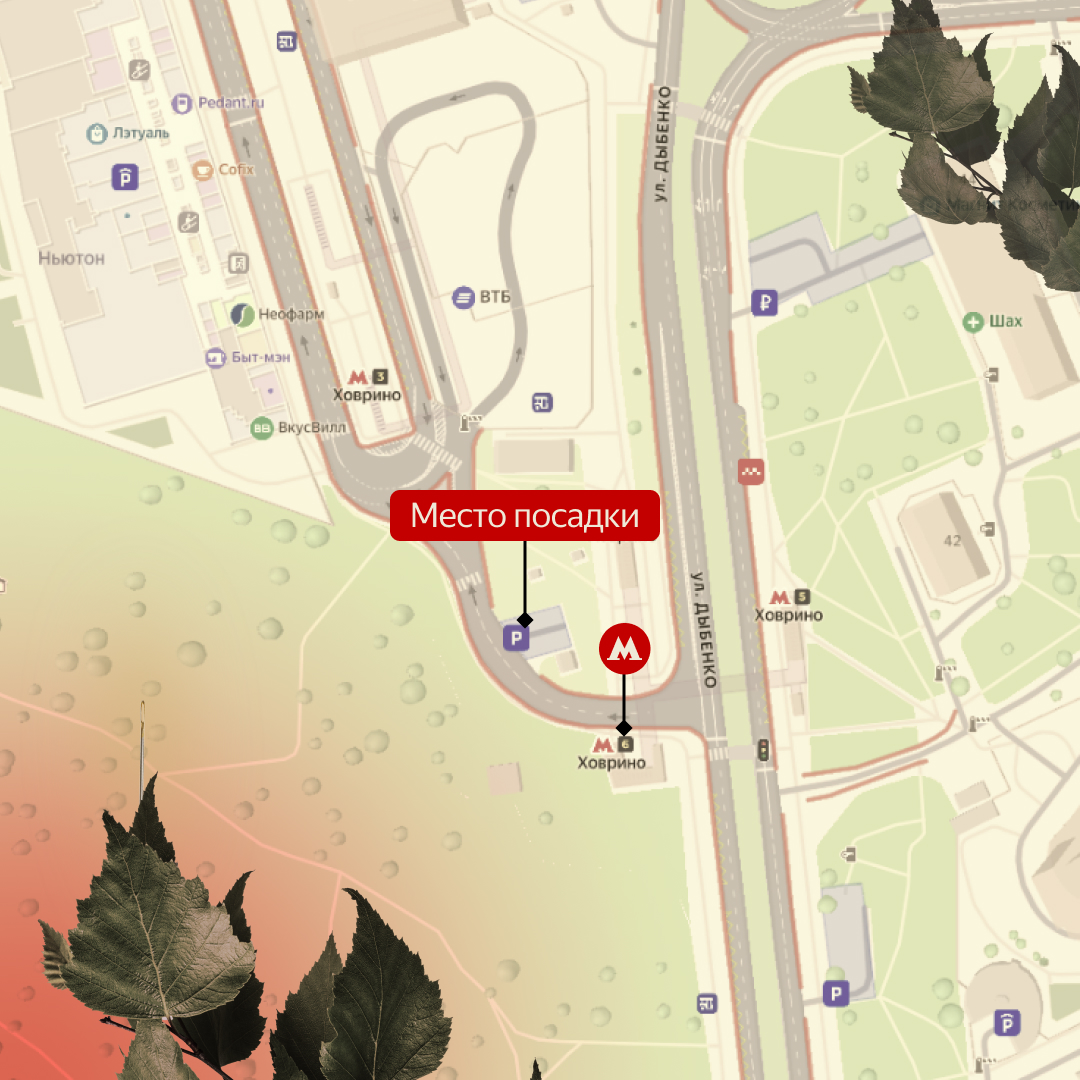 Pedant.ru
Лэтуаль
Cofix
Ньютон
Неофарм
Быт-мэн
ВВ ВкусВилл
М 3
Ховрино
ВТБ
ул. ДЫБЕНКО
Шах
42
Место посадки
P
М
М 6
Ховрино
ул. ДЫБЕНКО
М 5
Ховрино
P